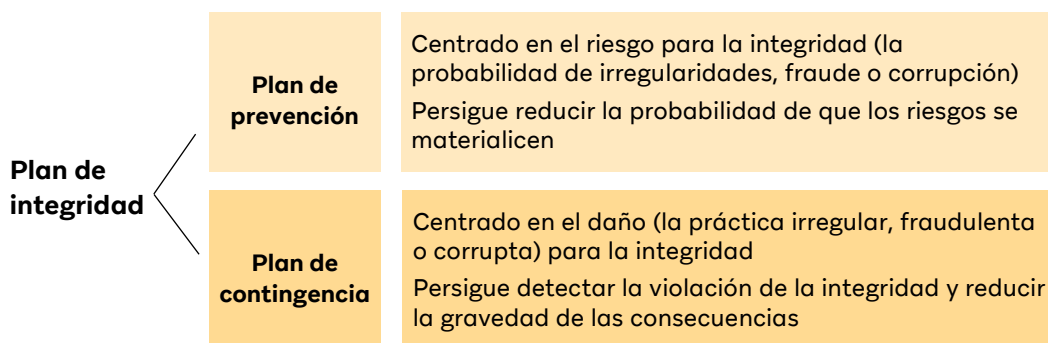 Plan de
integridad
Plan de
prevención
Centrado en el riesgo para la integridad (la
probabilidad de irregularidades, fraude o corrupción)
Persigue reducir la probabilidad de que los riesgos se
materialicen
Plan de
contingencia
Centrado en el daño (la práctica irregular, fraudulenta
o corrupta) para la integridad
Persigue detectar la violación de la integridad y reducir
la gravedad de las consecuencias